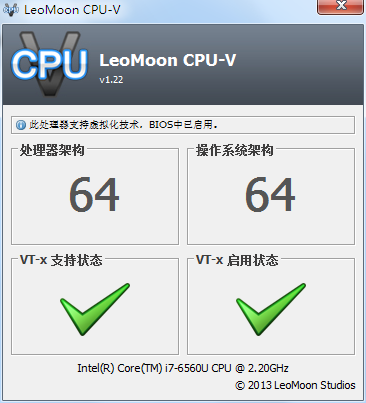 LeoMoon CPU-V
CPU
LeoMoon CPU-V
v1.22
此处理器支持虚拟化技术，BIOS中已启用。
处理器架构
操作系统架构
64
64
VT-x 支持状态
VT-x 启用状态
Intel(R) Core(TM) i7-6560U CPU @ 2.20GHz
© 2013 LeoMoon Studios